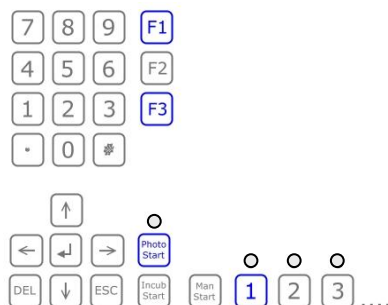 7 8 9 F1
4 5 6 F2
1 2 3 F3
· 0 #
↑
← ↵ → Photo Start
DEL ↓ ESC Incub Start Man Start 1 2 3 ....